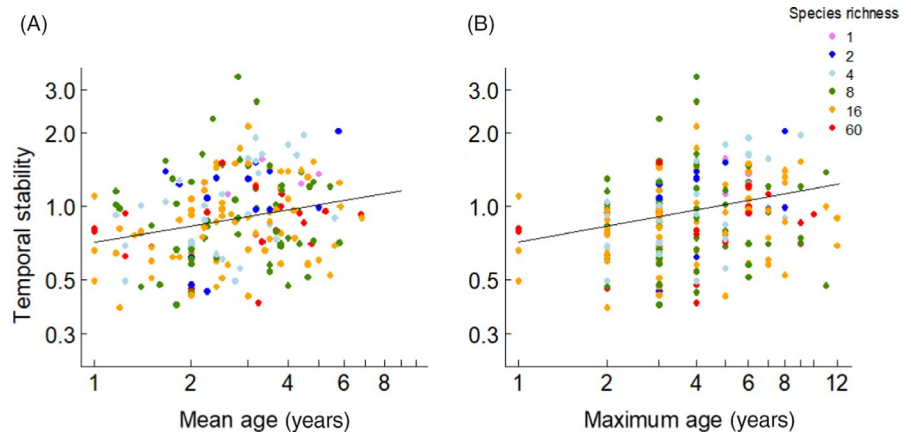 (A)
(B)
Species richness
1
2
4
8
16
60
Temporal stability
3.0
2.0
1.0
0.5
0.3
1 2 4 6 8
Mean age (years)
3.0
2.0
1.0
0.5
0.3
1 2 4 6 8 12
Maximum age (years)